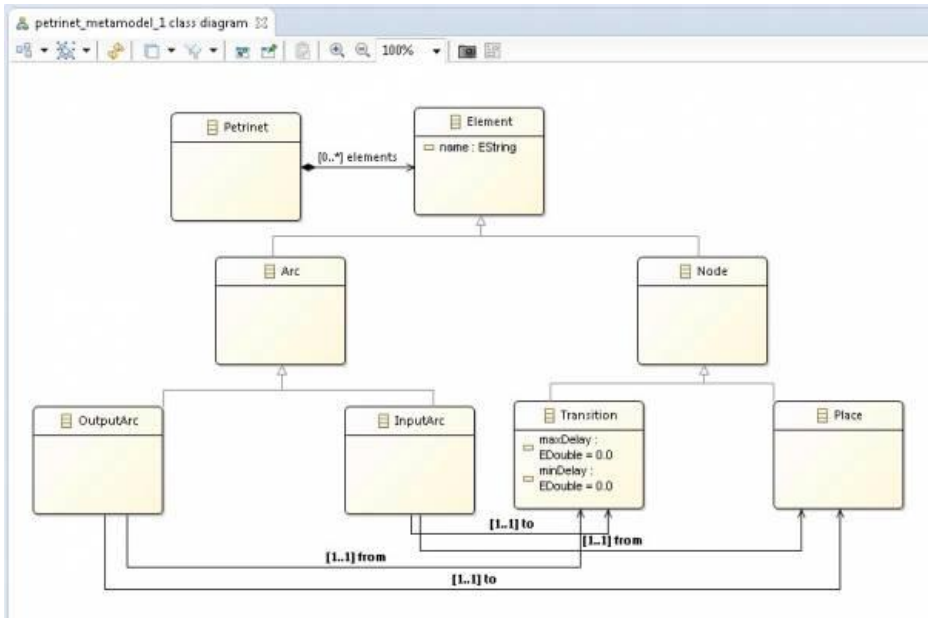 petrinet_metamodel_1 class diagram
100%
Petrinet
Element
name : EString
[0..*] elements
Arc
Node
OutputArc
InputArc
Transition
maxDelay :
EDouble = 0.0
minDelay :
EDouble = 0.0
Place
[1..1] to
[1..1] from
[1..1] from
[1..1] to